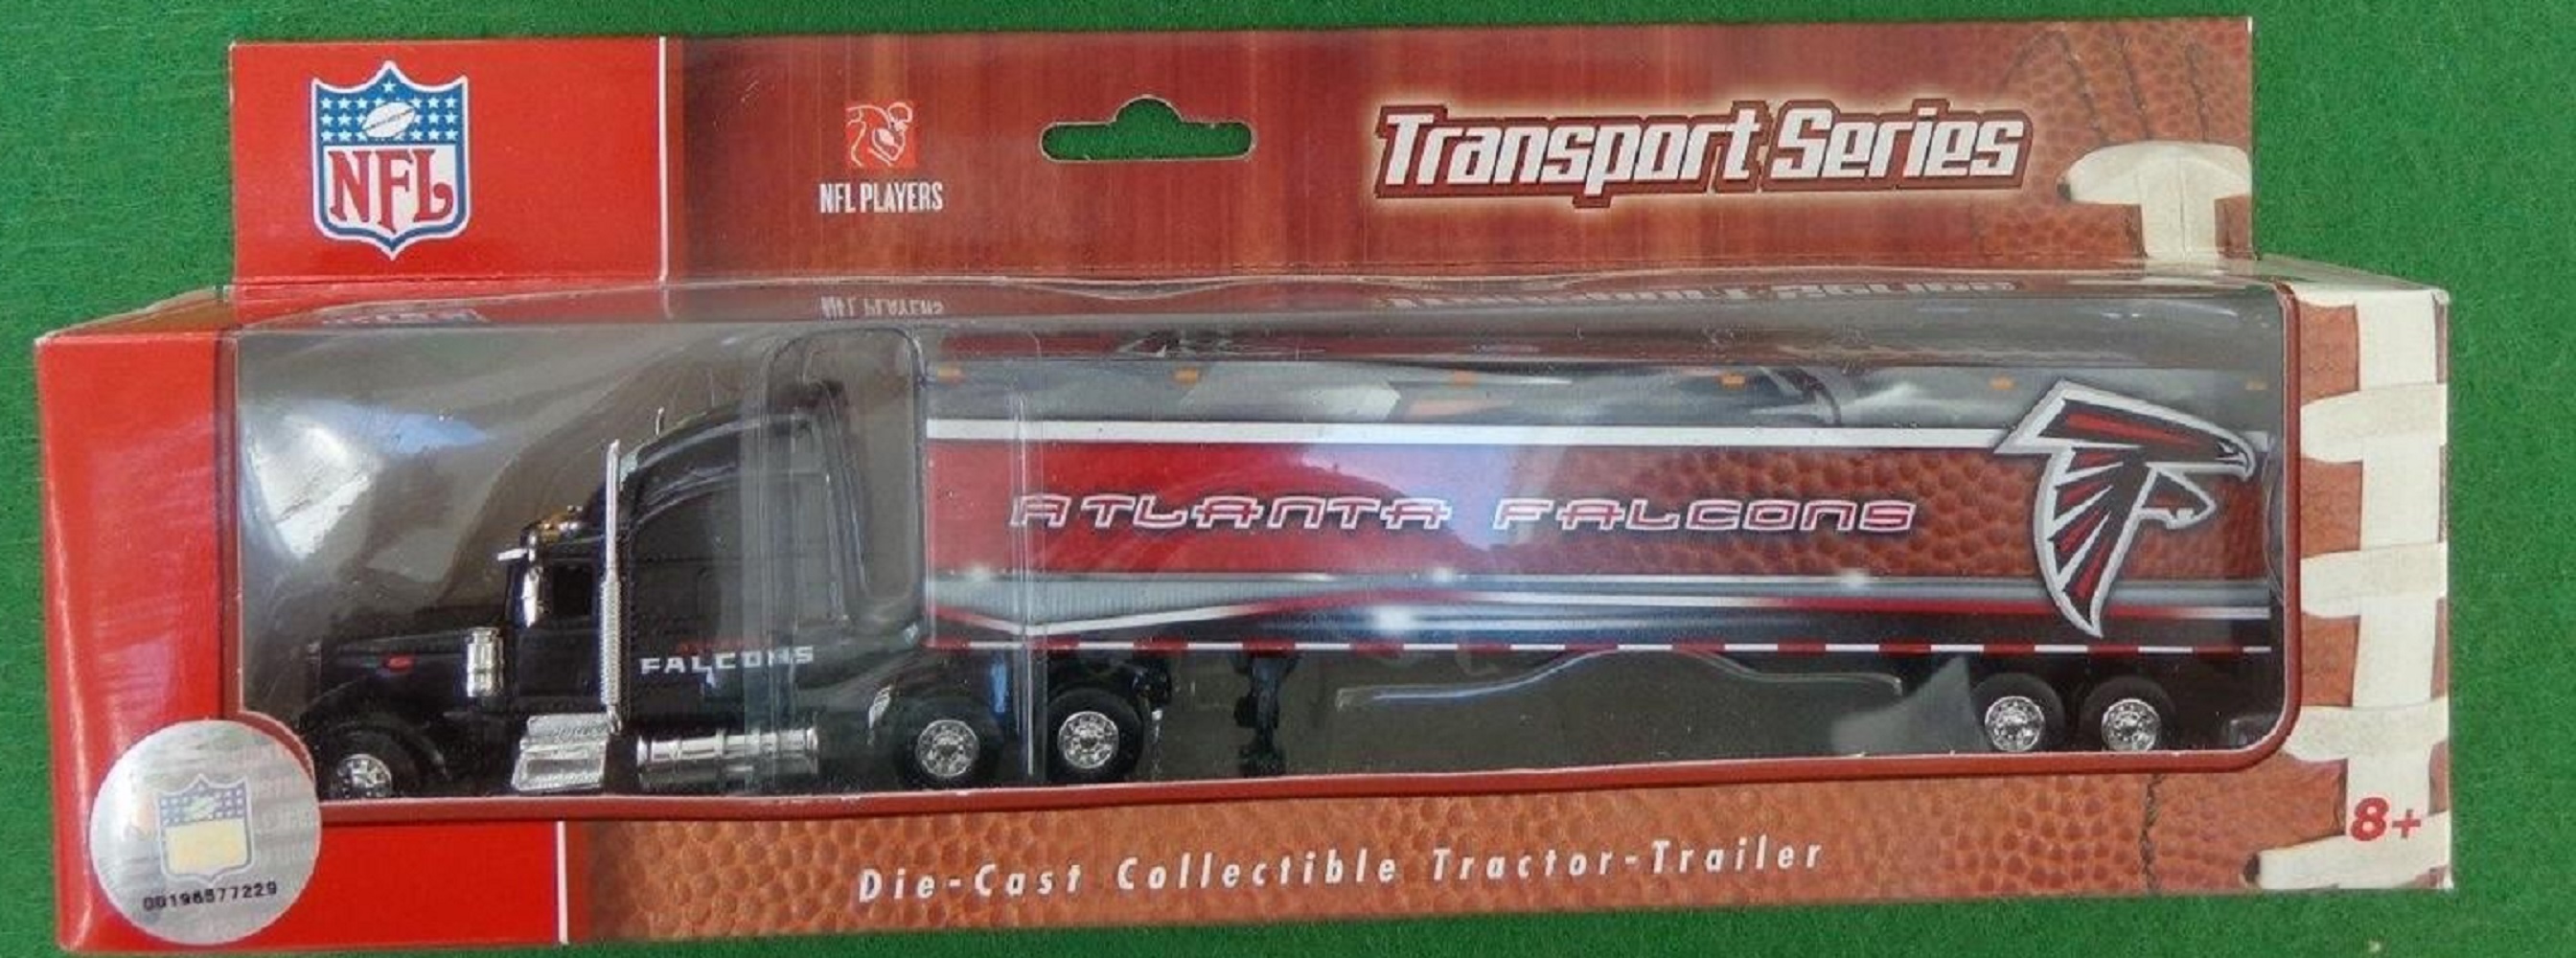 NFL
NFL PLAYERS
Transport Series
ATLANTA FALCONS
FALCONS
8+
Die-Cast Collectible Tractor-Trailer